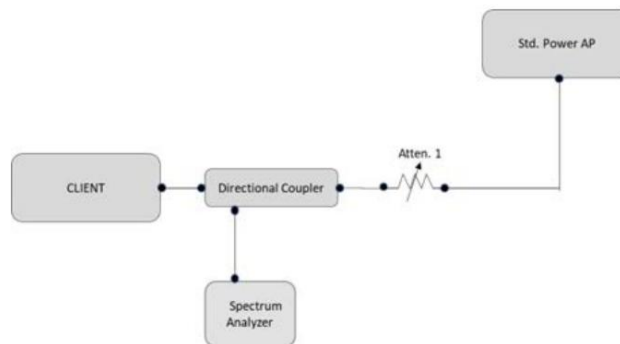 Std. Power AP
Atten. 1
CLIENT
Directional Coupler
Spectrum
Analyzer